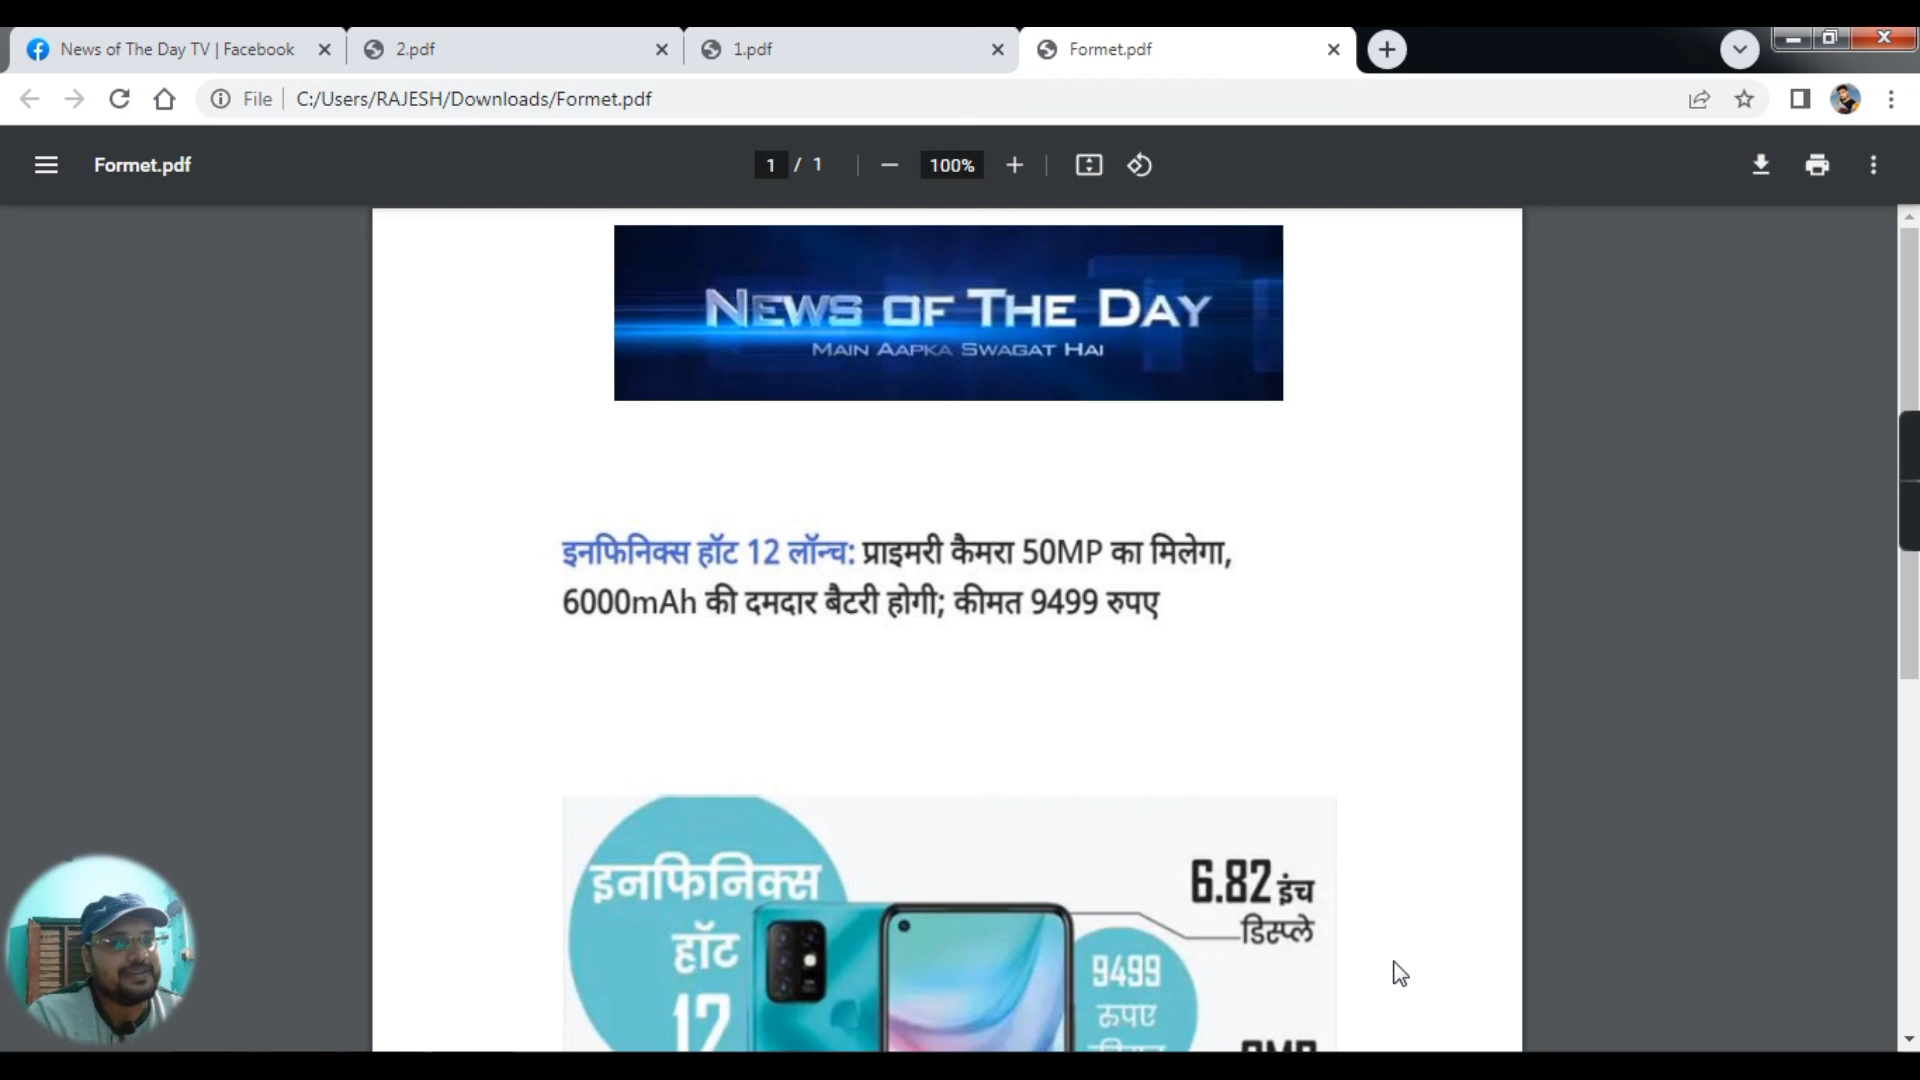 News of The Day TV | Facebook
2.pdf
1.pdf
Formet.pdf
File
C:/Users/RAJESH/Downloads/Formet.pdf
Formet.pdf
1 / 1
100%
NEWS OF THE DAY
MAIN AAPKA SWAGAT HAI
इनफिनिक्स हॉट 12 लॉन्च: प्राइमरी कैमरा 50MP का मिलेगा,
6000mAh की दमदार बैटरी होगी; कीमत 9499 रुपए
इनफिनिक्स
हॉट
12
6.82 इंच
डिस्प्ले
9499
रुपए